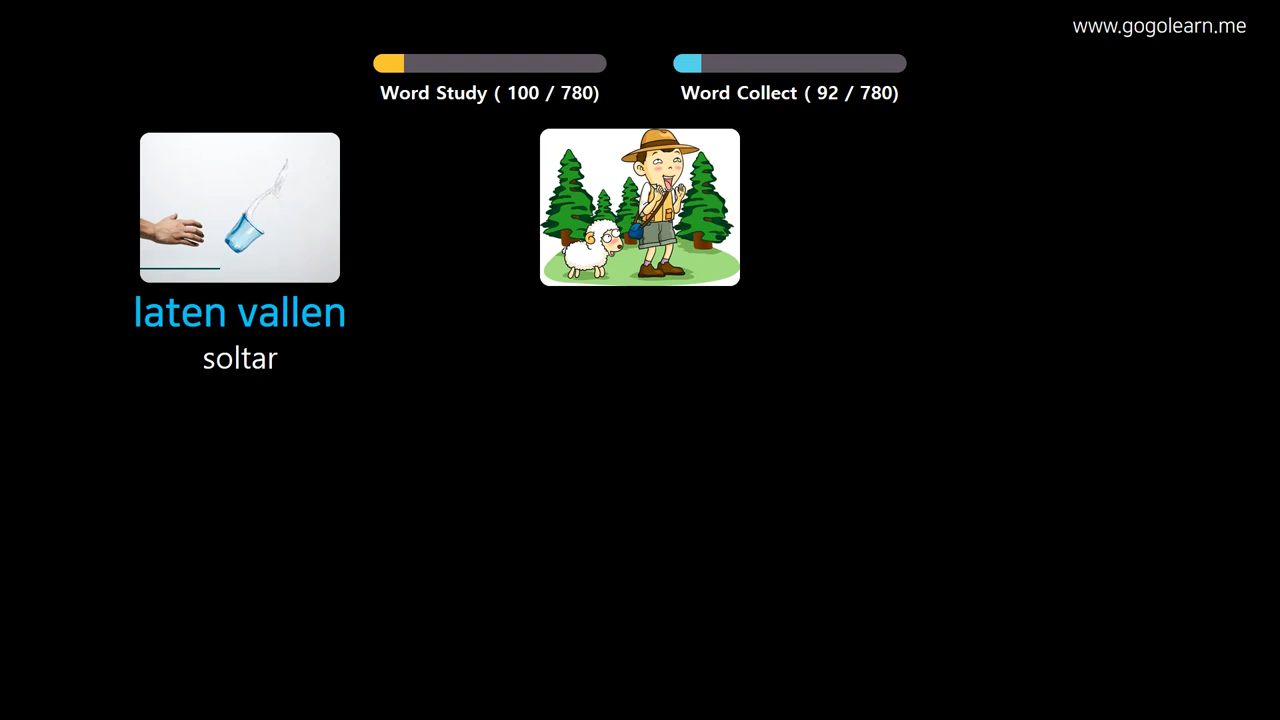 www.gogolearn.me
Word Study ( 100 / 780)
Word Collect ( 92 / 780)
laten vallen
soltar